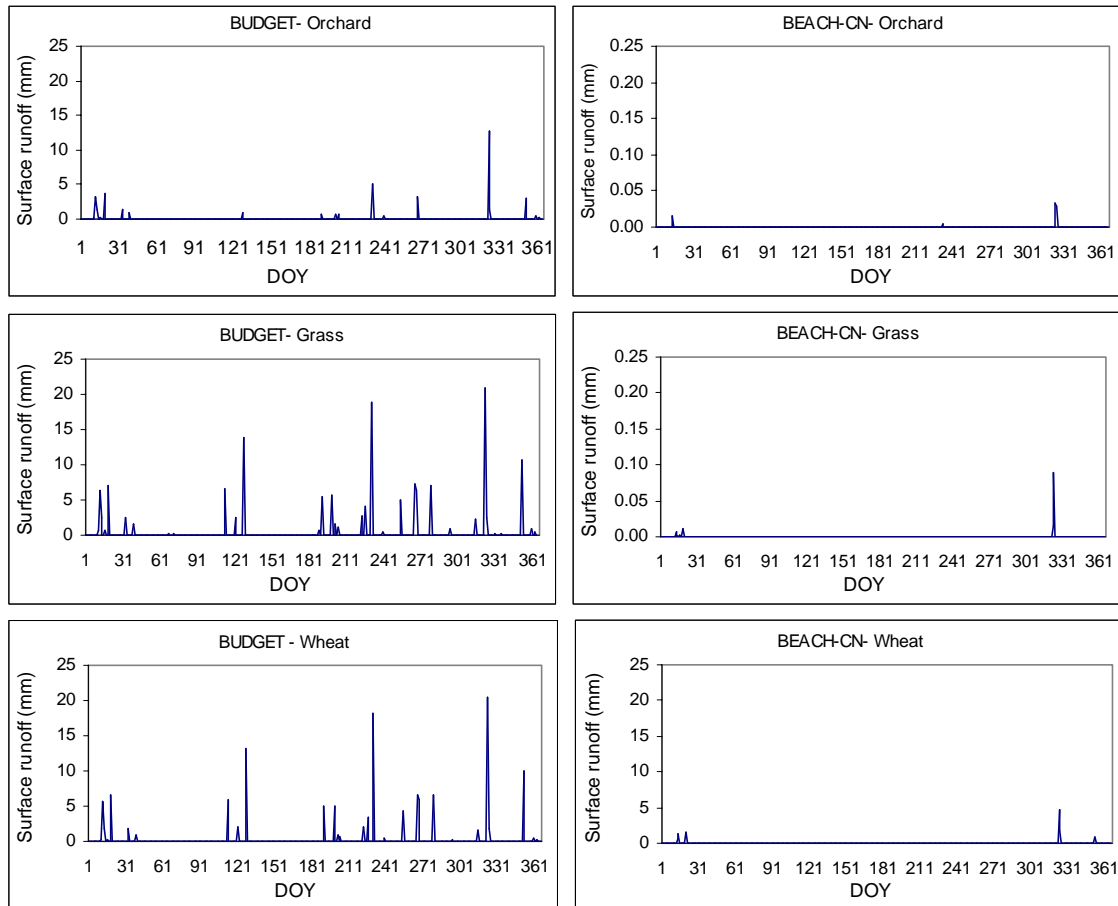 BUDGET- Orchard
Surface runoff (mm)
25
20
15
10
5
0
1 31 61 91 121 151 181 211 241 271 301 331 361
DOY
BEACH-CN- Orchard
Surface runoff (mm)
0.25
0.20
0.15
0.10
0.05
0.00
1 31 61 91 121 151 181 211 241 271 301 331 361
DOY
BUDGET- Grass
Surface runoff (mm)
25
20
15
10
5
0
1 31 61 91 121 151 181 211 241 271 301 331 361
DOY
BEACH-CN- Grass
Surface runoff (mm)
0.25
0.20
0.15
0.10
0.05
0.00
1 31 61 91 121 151 181 211 241 271 301 331 361
DOY
BUDGET - Wheat
Surface runoff (mm)
25
20
15
10
5
0
1 31 61 91 121 151 181 211 241 271 301 331 361
DOY
BEACH-CN- Wheat
Surface runoff (mm)
25
20
15
10
5
0
1 31 61 91 121 151 181 211 241 271 301 331 361
DOY